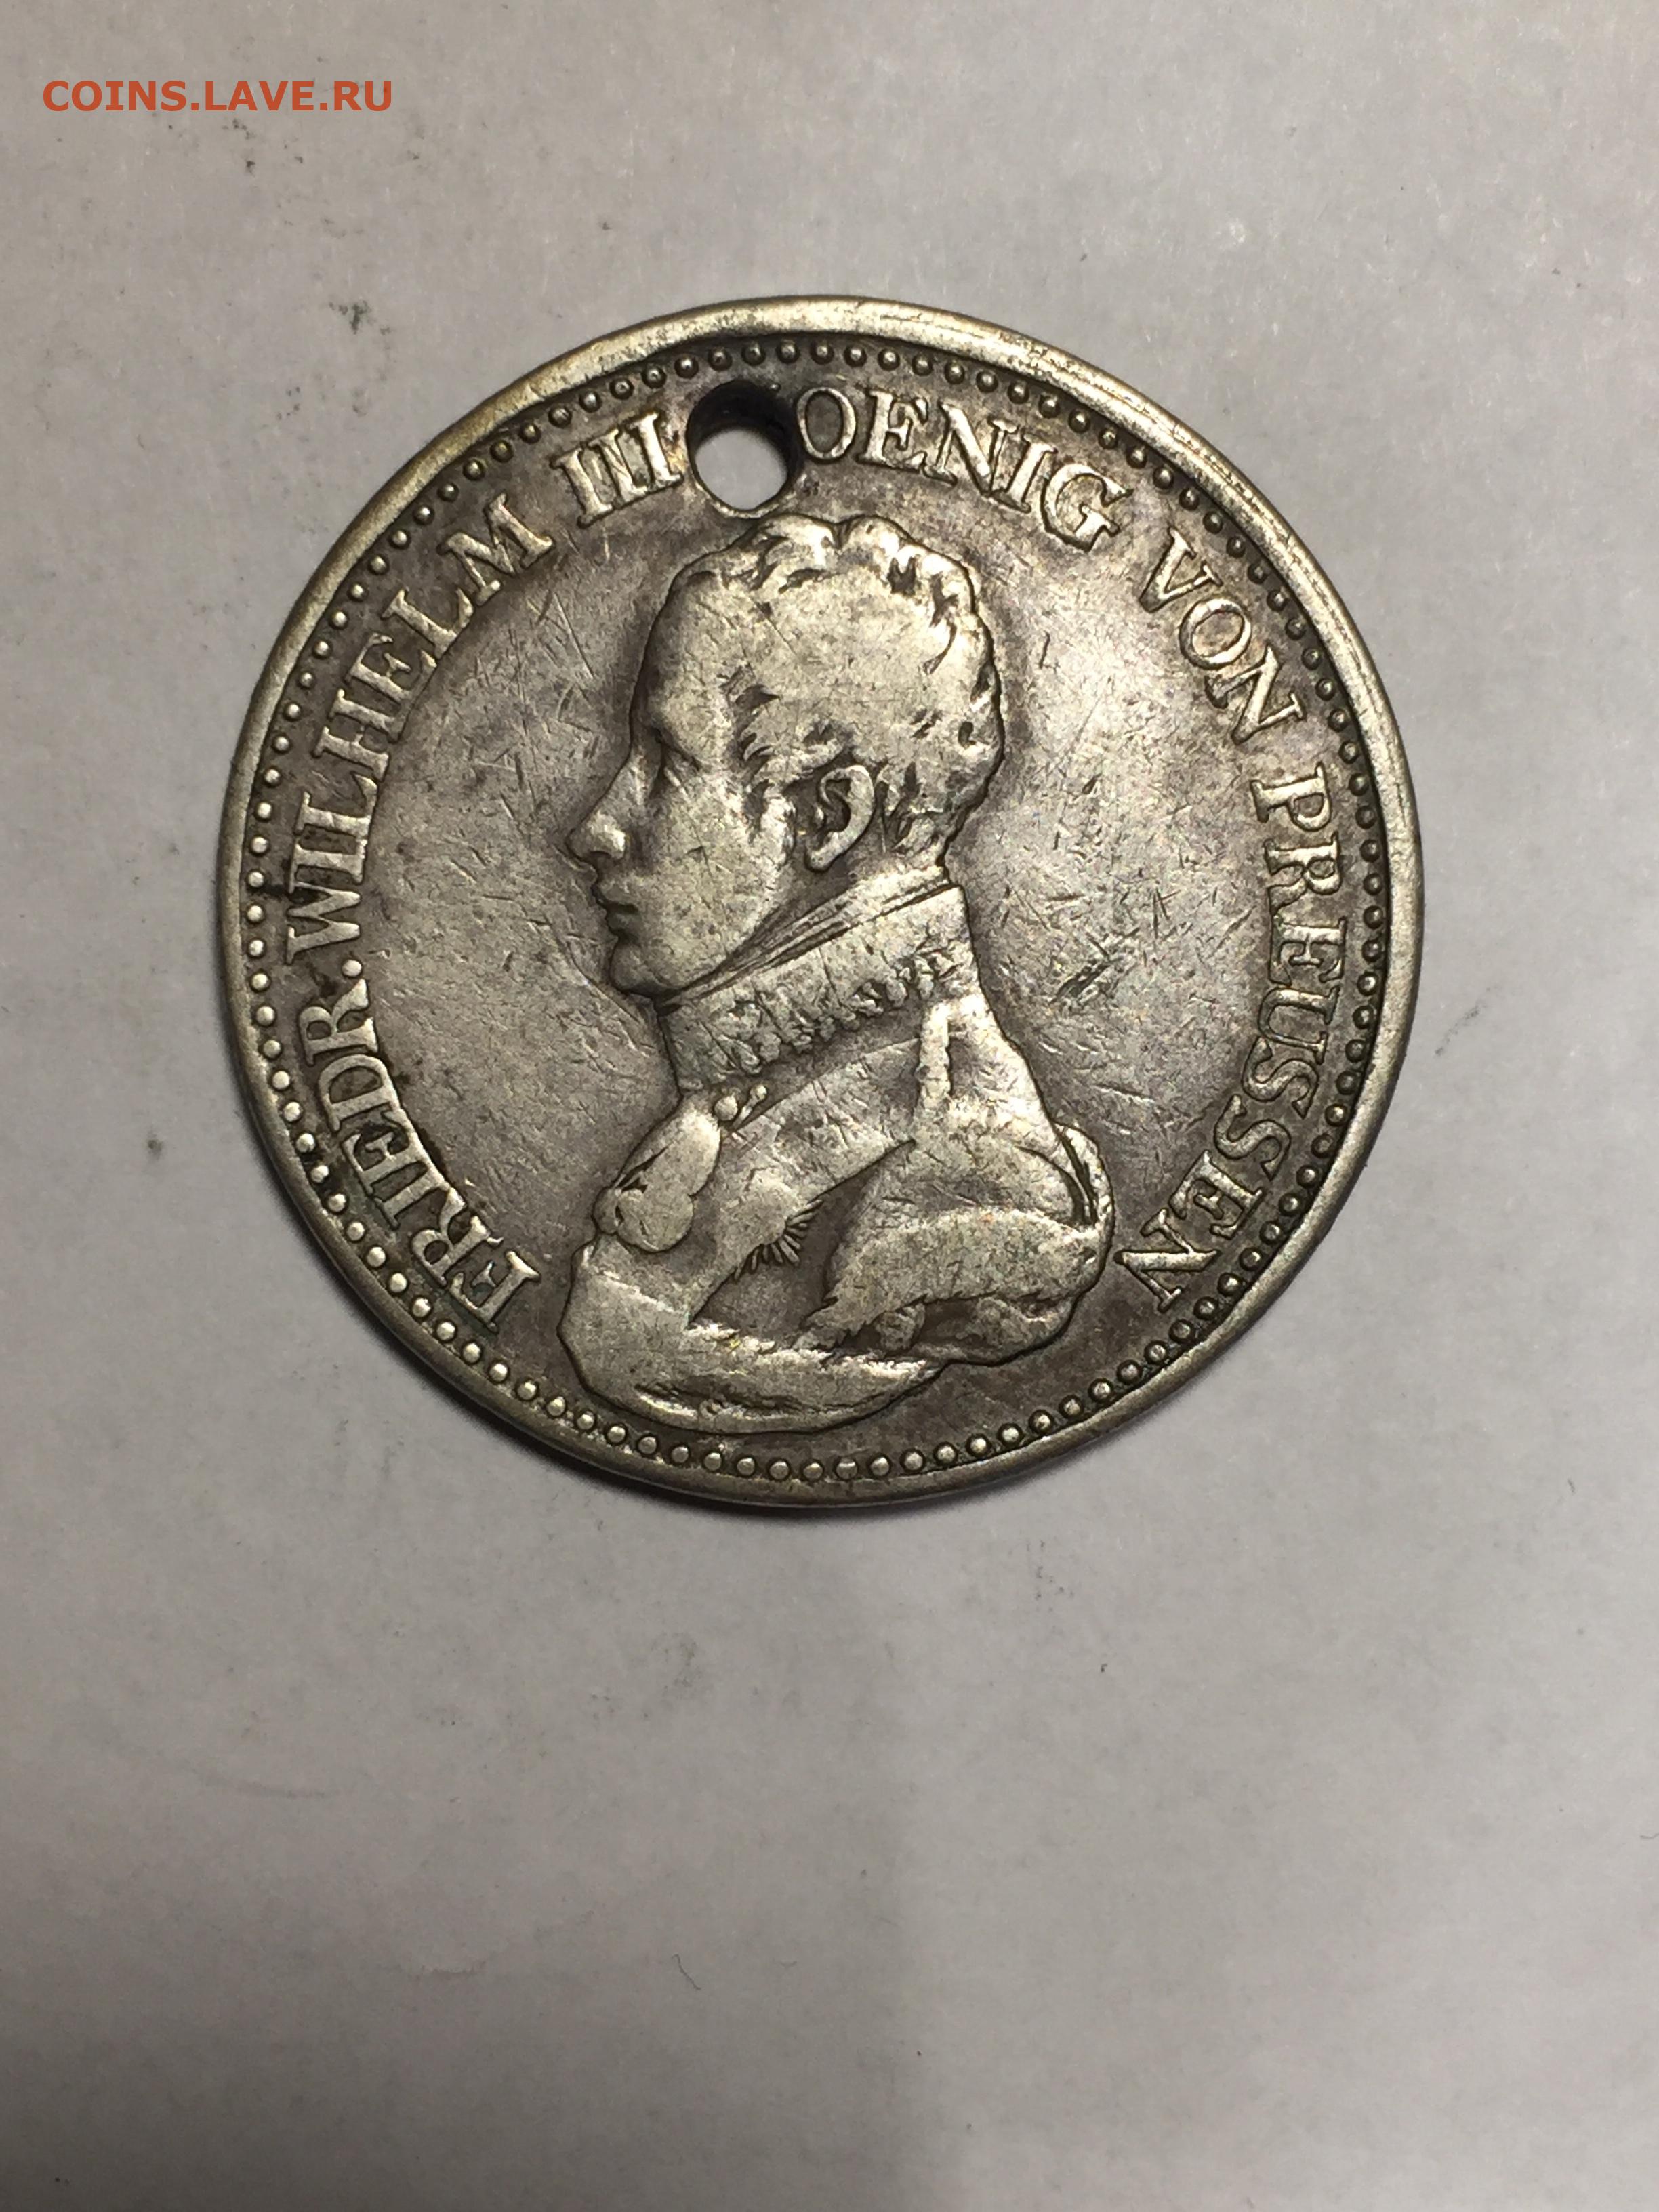 COINS.LAVE.RU
FRIEDR. WILHELM III OENIG VON PREUSSEN